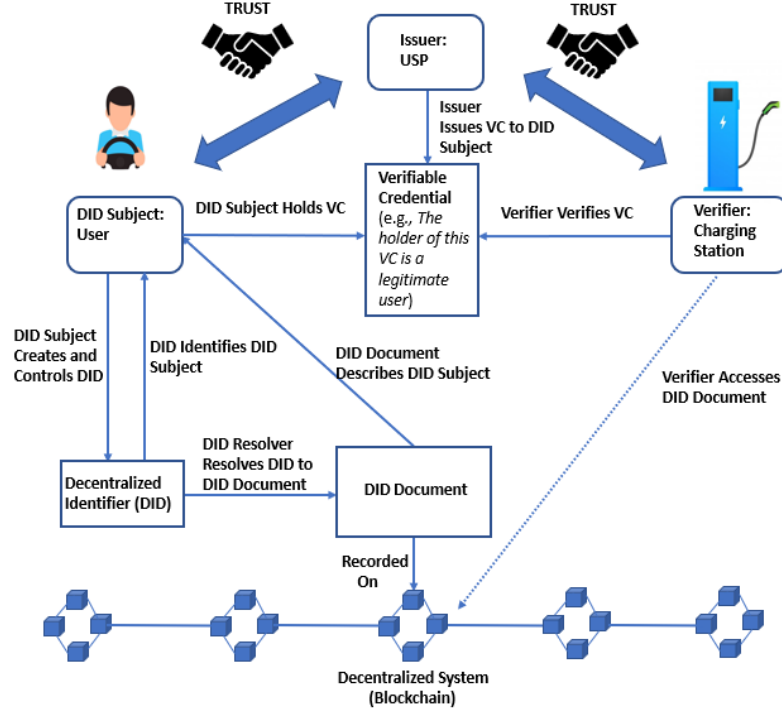 TRUST
TRUST
Issuer:
USP
Issuer
Issues VC to DID
Subject
DID Subject:
User
DID Subject Holds VC
Verifiable
Credential
(e.g., The
holder of this
VC is a
legitimate
user)
Verifier Verifies VC
Verifier:
Charging
Station
DID Subject
Creates and
Controls DID
DID Identifies DID
Subject
DID Document
Describes DID Subject
Verifier Accesses
DID Document
Decentralized
Identifier (DID)
DID Resolver
Resolves DID to
DID Document
DID Document
Recorded
On
Decentralized System
(Blockchain)